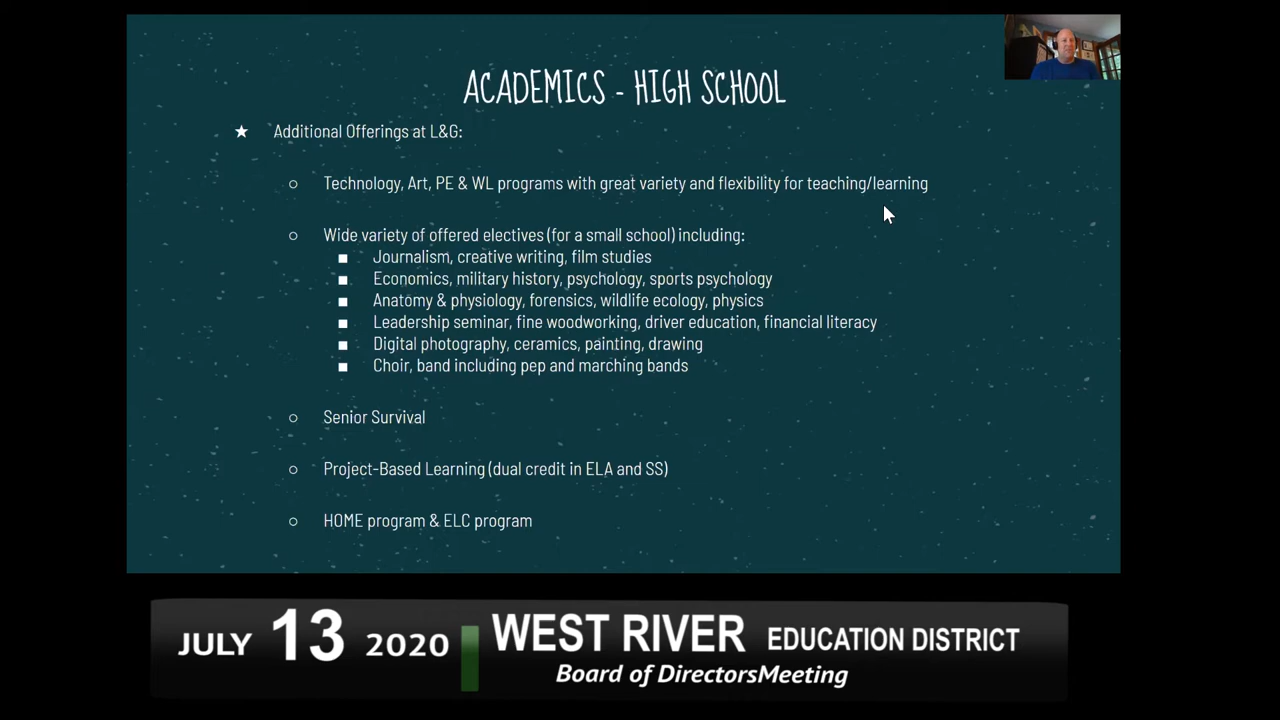 ACADEMICS - HIGH SCHOOL
★ Additional Offerings at L&G:
○ Technology, Art, PE & WL programs with great variety and flexibility for teaching/learning
○ Wide variety of offered electives (for a small school) including:
■ Journalism, creative writing, film studies
■ Economics, military history, psychology, sports psychology
■ Anatomy & physiology, forensics, wildlife ecology, physics
■ Leadership seminar, fine woodworking, driver education, financial literacy
■ Digital photography, ceramics, painting, drawing
■ Choir, band including pep and marching bands
○ Senior Survival
○ Project-Based Learning (dual credit in ELA and SS)
○ HOME program & ELC program
JULY 13 2020 WEST RIVER EDUCATION DISTRICT
Board of DirectorsMeeting